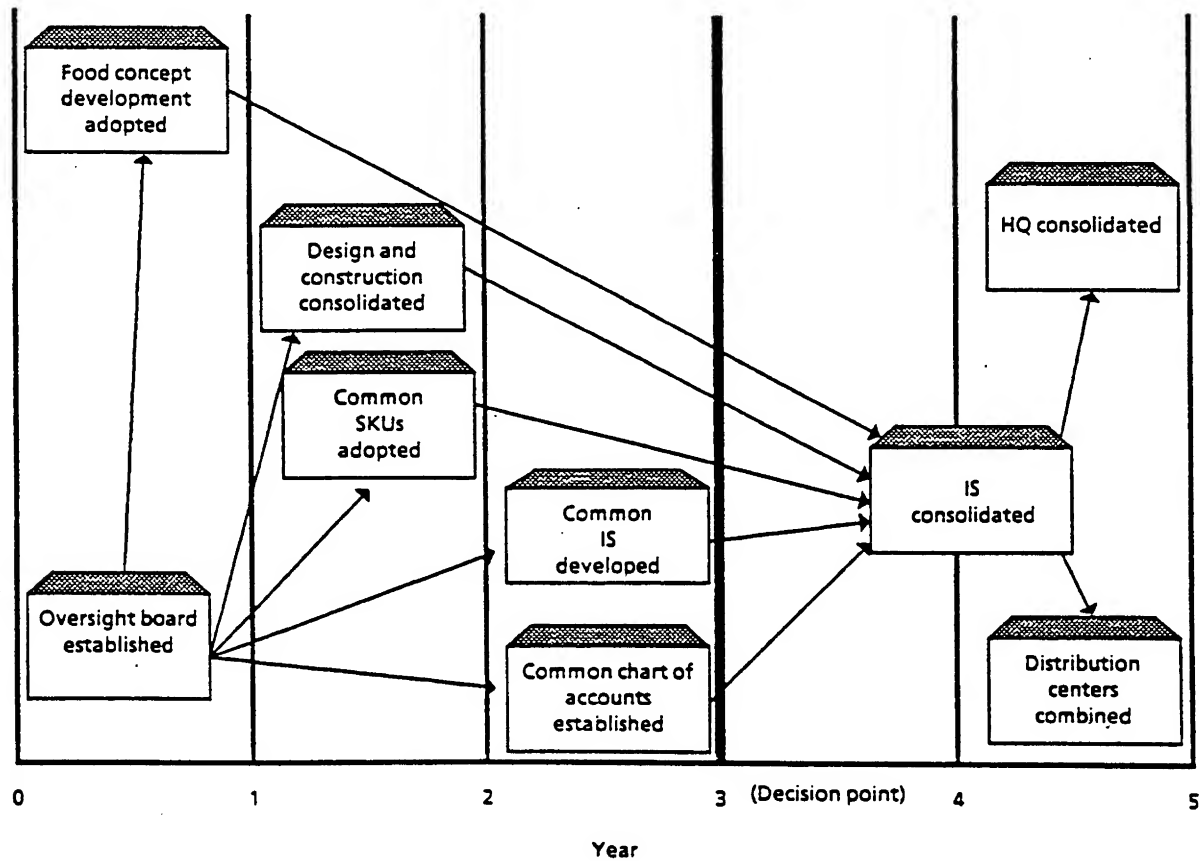 Food concept
development
adopted
Design and
construction
consolidated
HQ consolidated
Common
SKUs
adopted
Common
IS
developed
IS
consolidated
Oversight board
established
Common chart of
accounts
established
Distribution
centers
combined
0 1 2 3 (Decision point) 4 5
Year